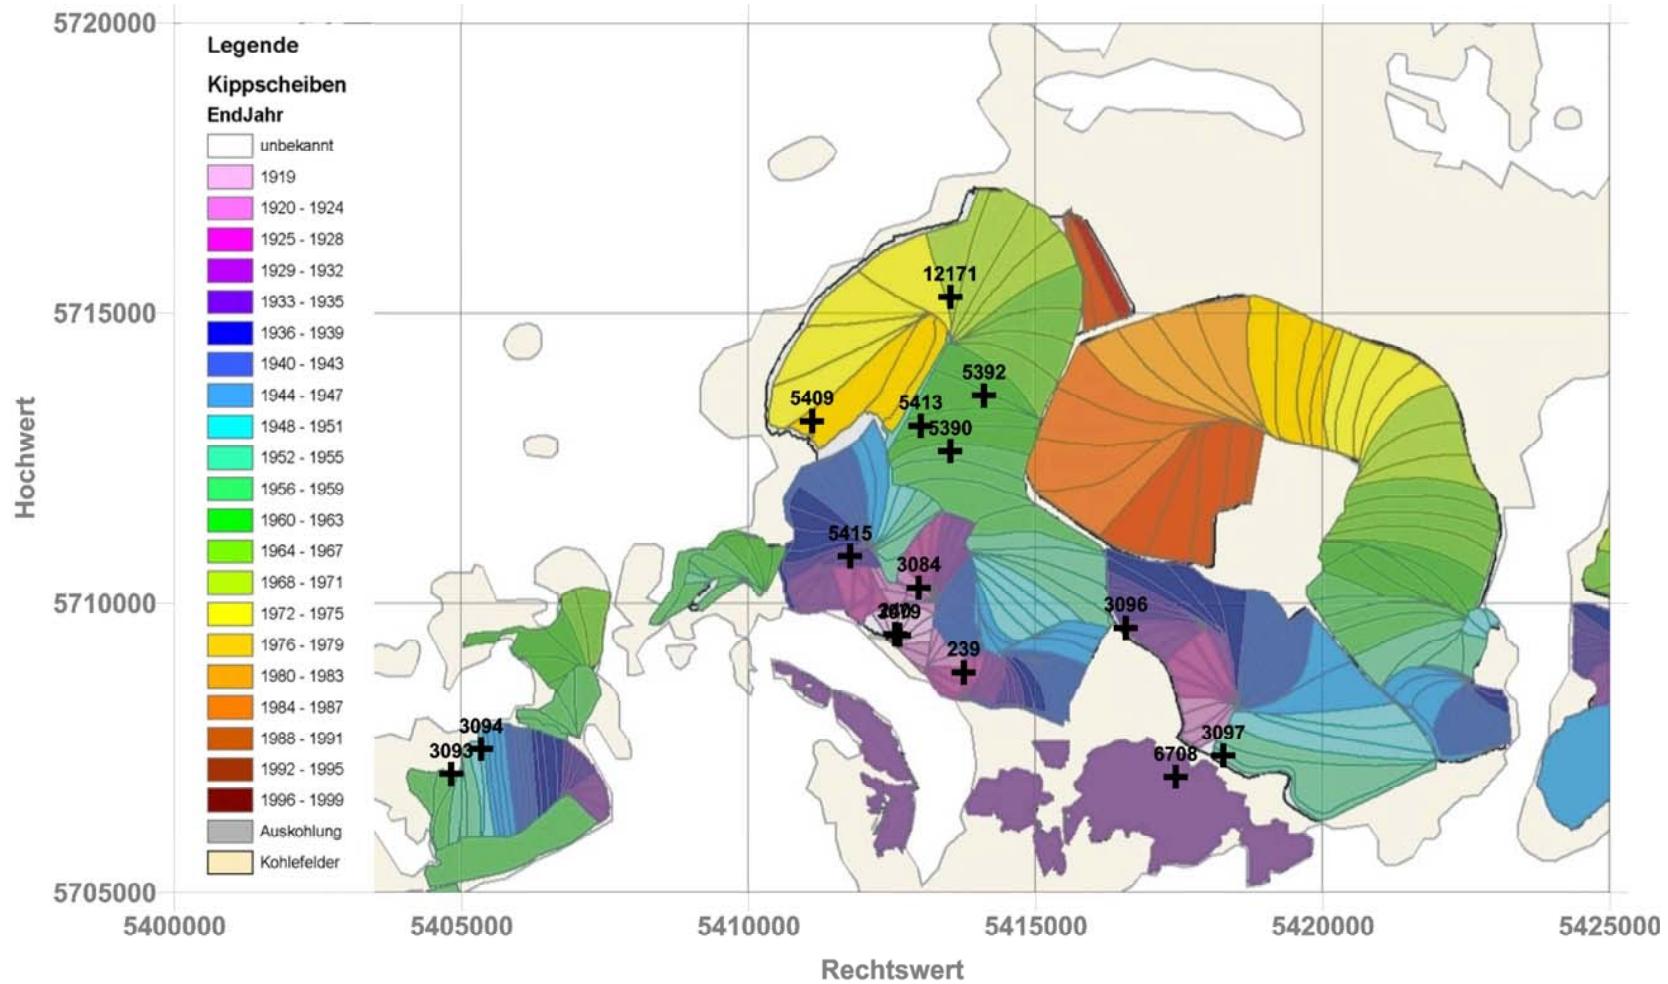 5720000
Legende
Kippscheiben
EndJahr
unbekannt
1919
1920 - 1924
1925 - 1928
1929 - 1932
1933 - 1935
1936 - 1939
1940 - 1943
1944 - 1947
1948 - 1951
1952 - 1955
1956 - 1959
1960 - 1963
1964 - 1967
1968 - 1971
1972 - 1975
1976 - 1979
1980 - 1983
1984 - 1987
1988 - 1991
1992 - 1995
1996 - 1999
Auskohlung
Kohlefelder
12171
5715000
5392
5409
5413
5390
Hochwert
5415
3084
5710000
3096
239
3094
3097
3093
6708
5705000
5400000
5405000
5410000
5415000
5420000
5425000
Rechtswert